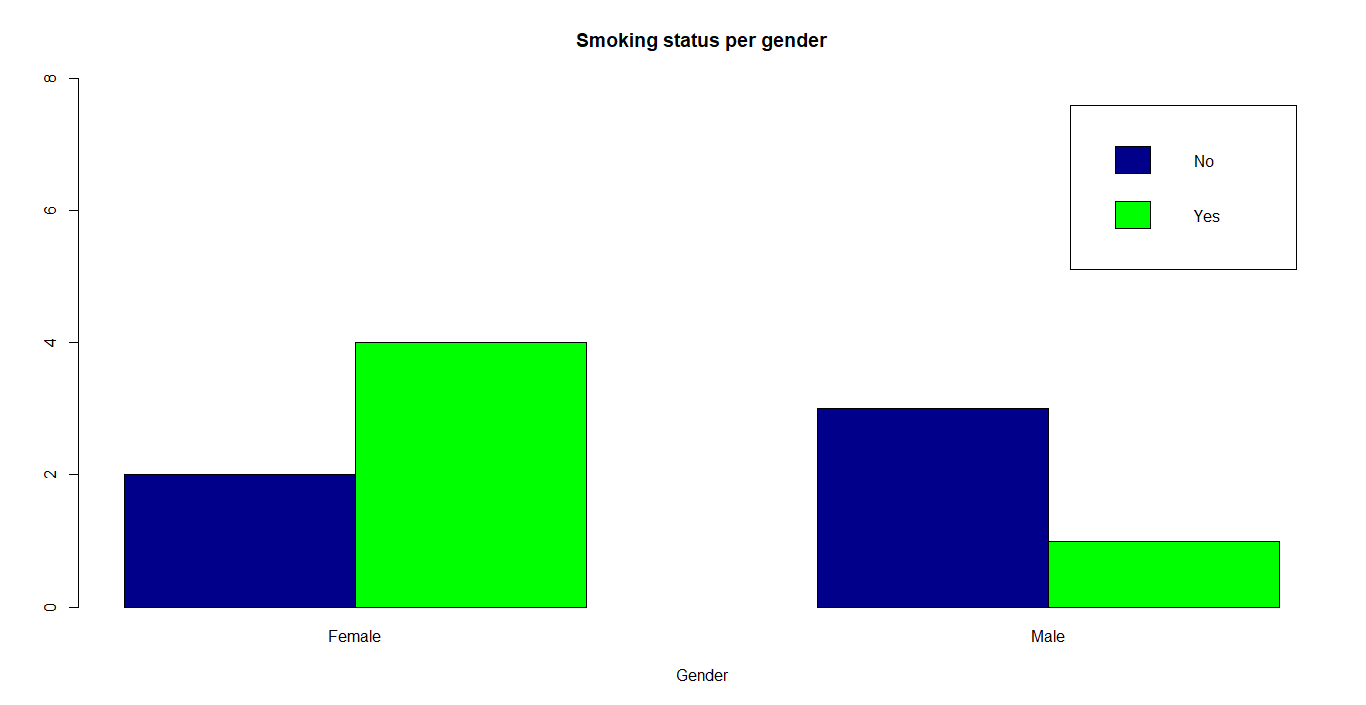 Smoking status per gender
8
6
4
2
0
No
Yes
Female
Male
Gender